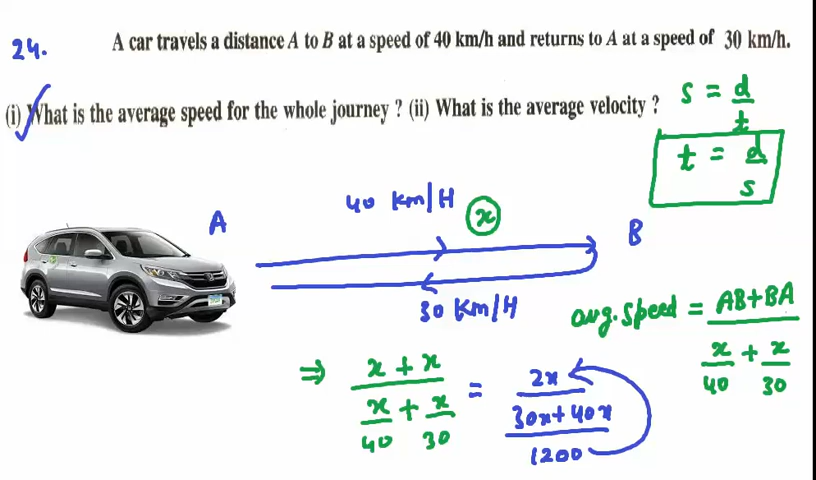 24. A car travels a distance A to B at a speed of 40 km/h and returns to A at a speed of 30 km/h.
(i) What is the average speed for the whole journey ? (ii) What is the average velocity ?
s = d/t
t = d/s
40 Km/H x
A B
30 Km/H
avg. speed = AB+BA
x/40 + x/30
⇒ x + x / x/40 + x/30 = 2x / 30x+40x / 1200